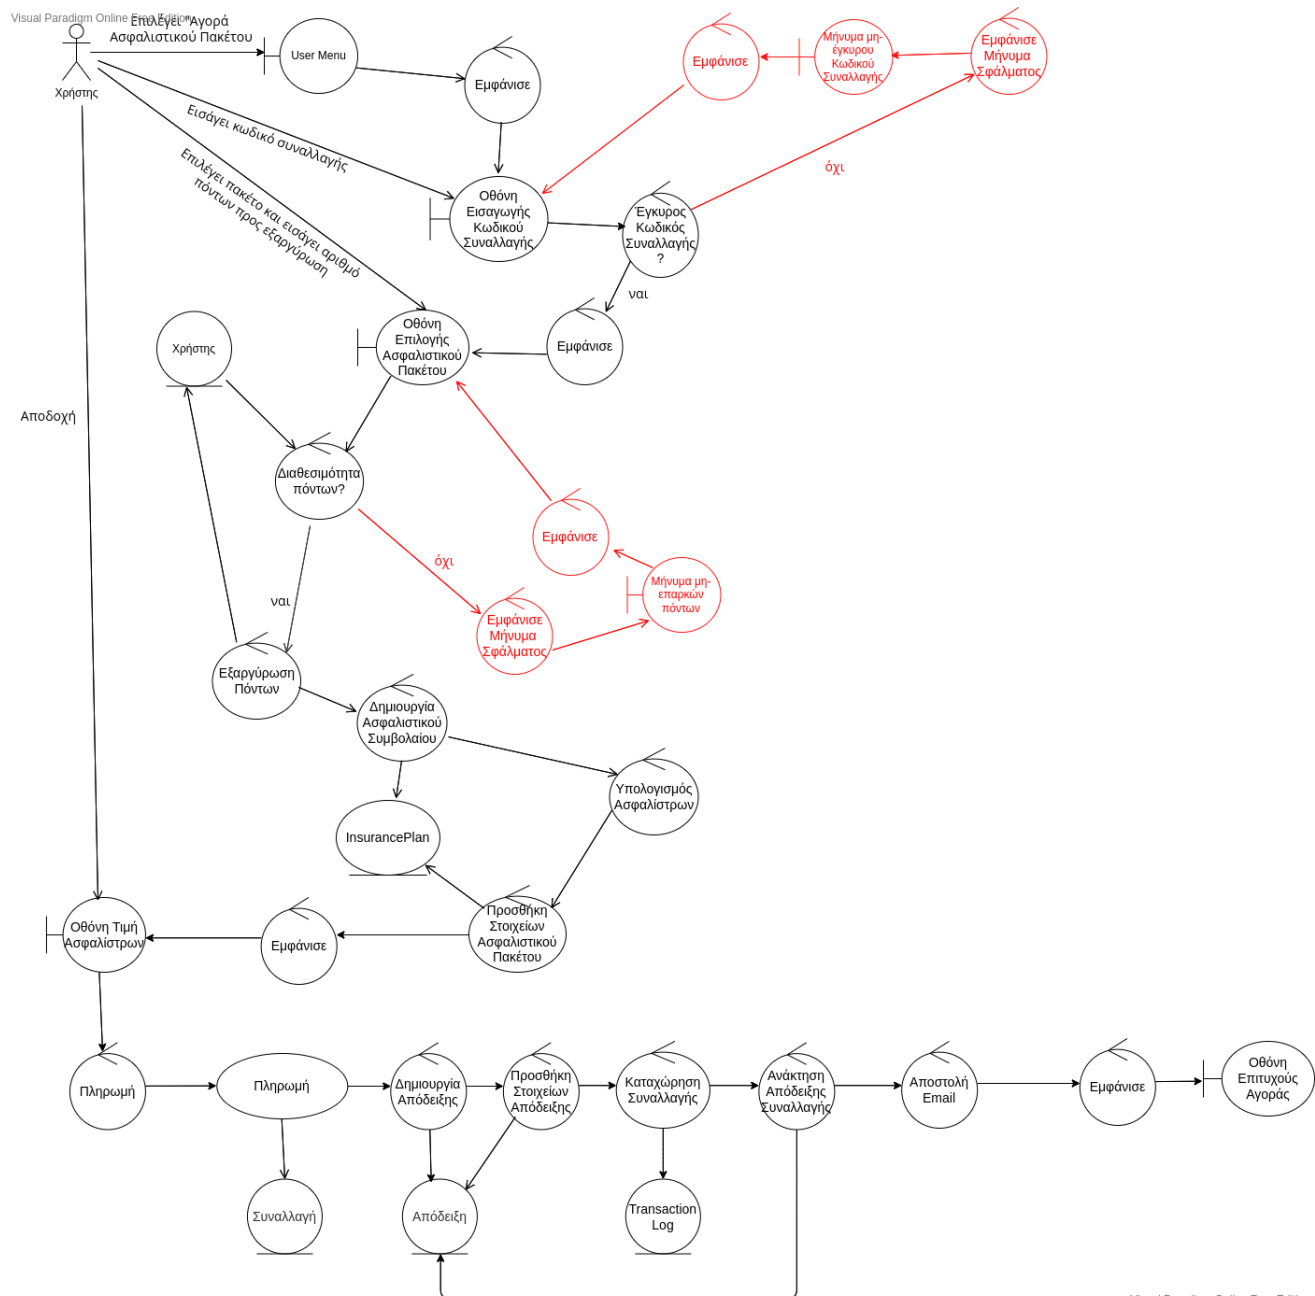 Visual Paradigm Online Free Edition
Επιλέγει "Αγορά
Ασφαλιστικού Πακέτου
Χρήστης
User Menu
Εμφάνισε
Εμφάνισε
Μήνυμα μη-
έγκυρου
Κωδικού
Συναλλαγής
Εμφάνισε
Μήνυμα
Σφάλματος
Εισάγει κωδικό συναλλαγής
Επιλέγει πακέτο και εισάγει αριθμό
πόντων προς εξαργύρωση
όχι
Οθόνη
Εισαγωγής
Κωδικού
Συναλλαγής
Έγκυρος
Κωδικός
Συναλλαγής
?
ναι
Χρήστης
Οθόνη
Επιλογής
Ασφαλιστικού
Πακέτου
Εμφάνισε
Αποδοχή
Διαθεσιμότητα
πόντων?
όχι
Εμφάνισε
Μήνυμα μη-
επαρκών
πόντων
ναι
Εμφάνισε
Μήνυμα
Σφάλματος
Εξαργύρωση
Πόντων
Δημιουργία
Ασφαλιστικού
Συμβολαίου
Υπολογισμός
Ασφαλίστρων
InsurancePlan
Οθόνη Τιμή
Ασφαλίστρων
Εμφάνισε
Προσθήκη
Στοιχείων
Ασφαλιστικού
Πακέτου
Πληρωμή
Πληρωμή
Δημιουργία
Απόδειξης
Προσθήκη
Στοιχείων
Απόδειξης
Καταχώρηση
Συναλλαγής
Ανάκτηση
Απόδειξης
Συναλλαγής
Αποστολή
Email
Εμφάνισε
Οθόνη
Επιτυχούς
Αγοράς
Συναλλαγή
Απόδειξη
Transaction
Log